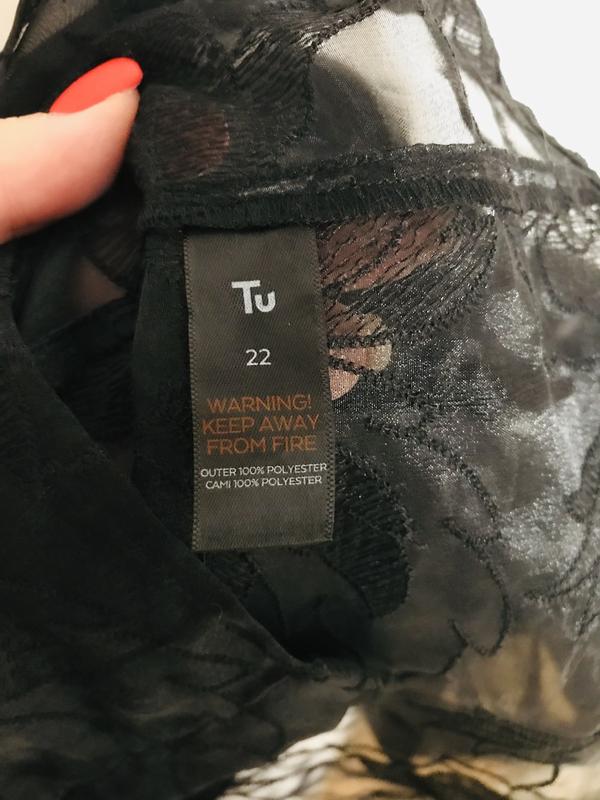 Tu
22
WARNING!
KEEP AWAY
FROM FIRE
OUTER 100% POLYESTER
CAMI 100% POLYESTER